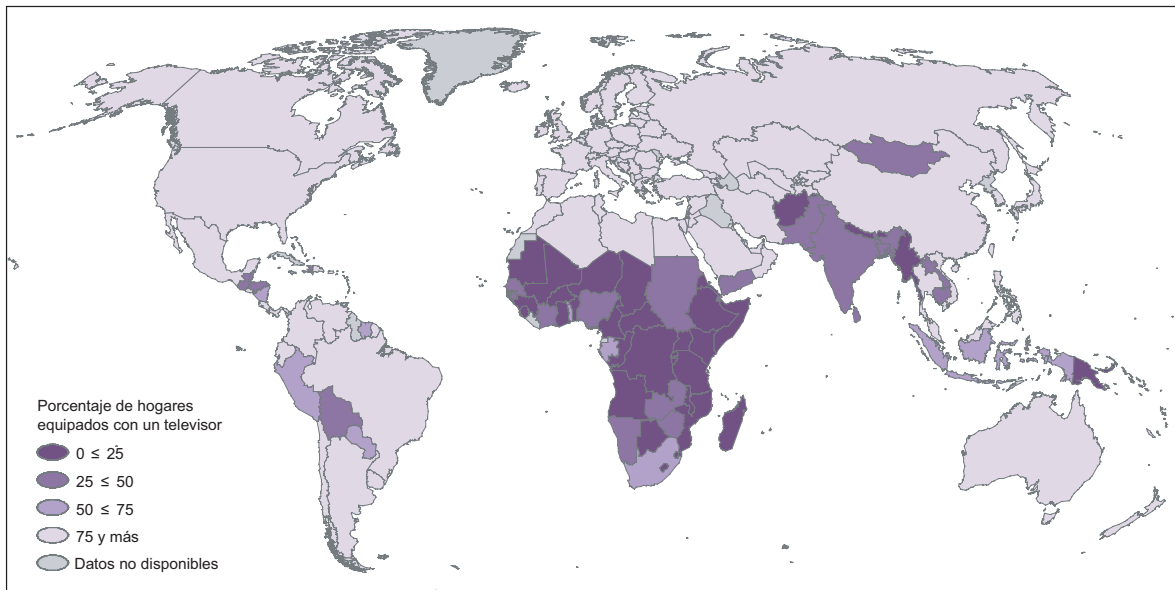 Porcentaje de hogares
equipados con un televisor
0 ≤ 25
25 ≤ 50
50 ≤ 75
75 y más
Datos no disponibles